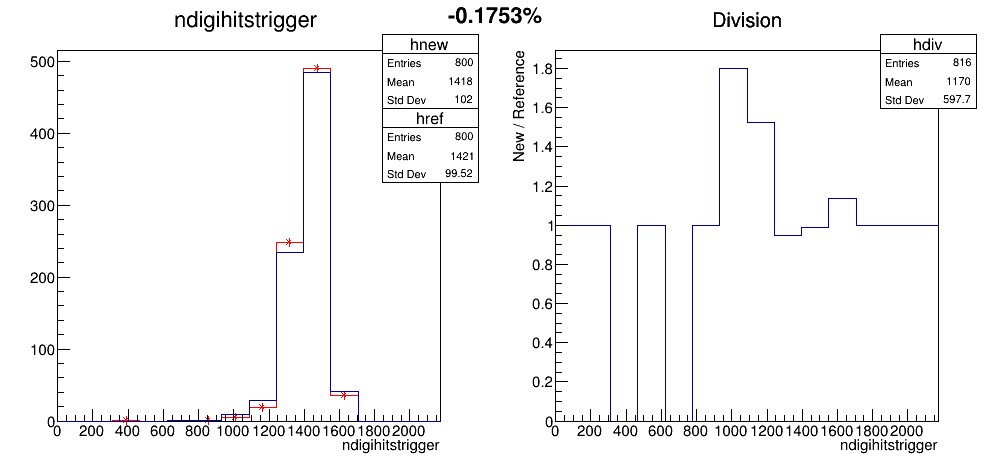 -0.1753%
ndigihitstrigger
hnew
Entries 800
Mean 1418
Std Dev 102
href
Entries 800
Mean 1421
Std Dev 99.52
500
400
300
200
100
0
0 200 400 600 800 1000 1200 1400 1600 1800 2000
ndigihitstrigger
Division
hdiv
Entries 816
Mean 1170
Std Dev 597.7
New / Reference
1.8
1.6
1.4
1.2
1
0.8
0.6
0.4
0.2
0
0 200 400 600 800 1000 1200 1400 1600 1800 2000
ndigihitstrigger